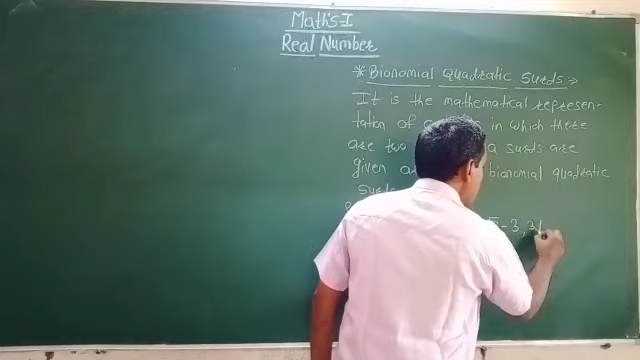 Math's-I
Real Number
* Bionomial Quadratic Surds :→
It is the mathematical represen-
tation of in which there
are two a surds are
given bionomial quadratic
surds
- 3, 3